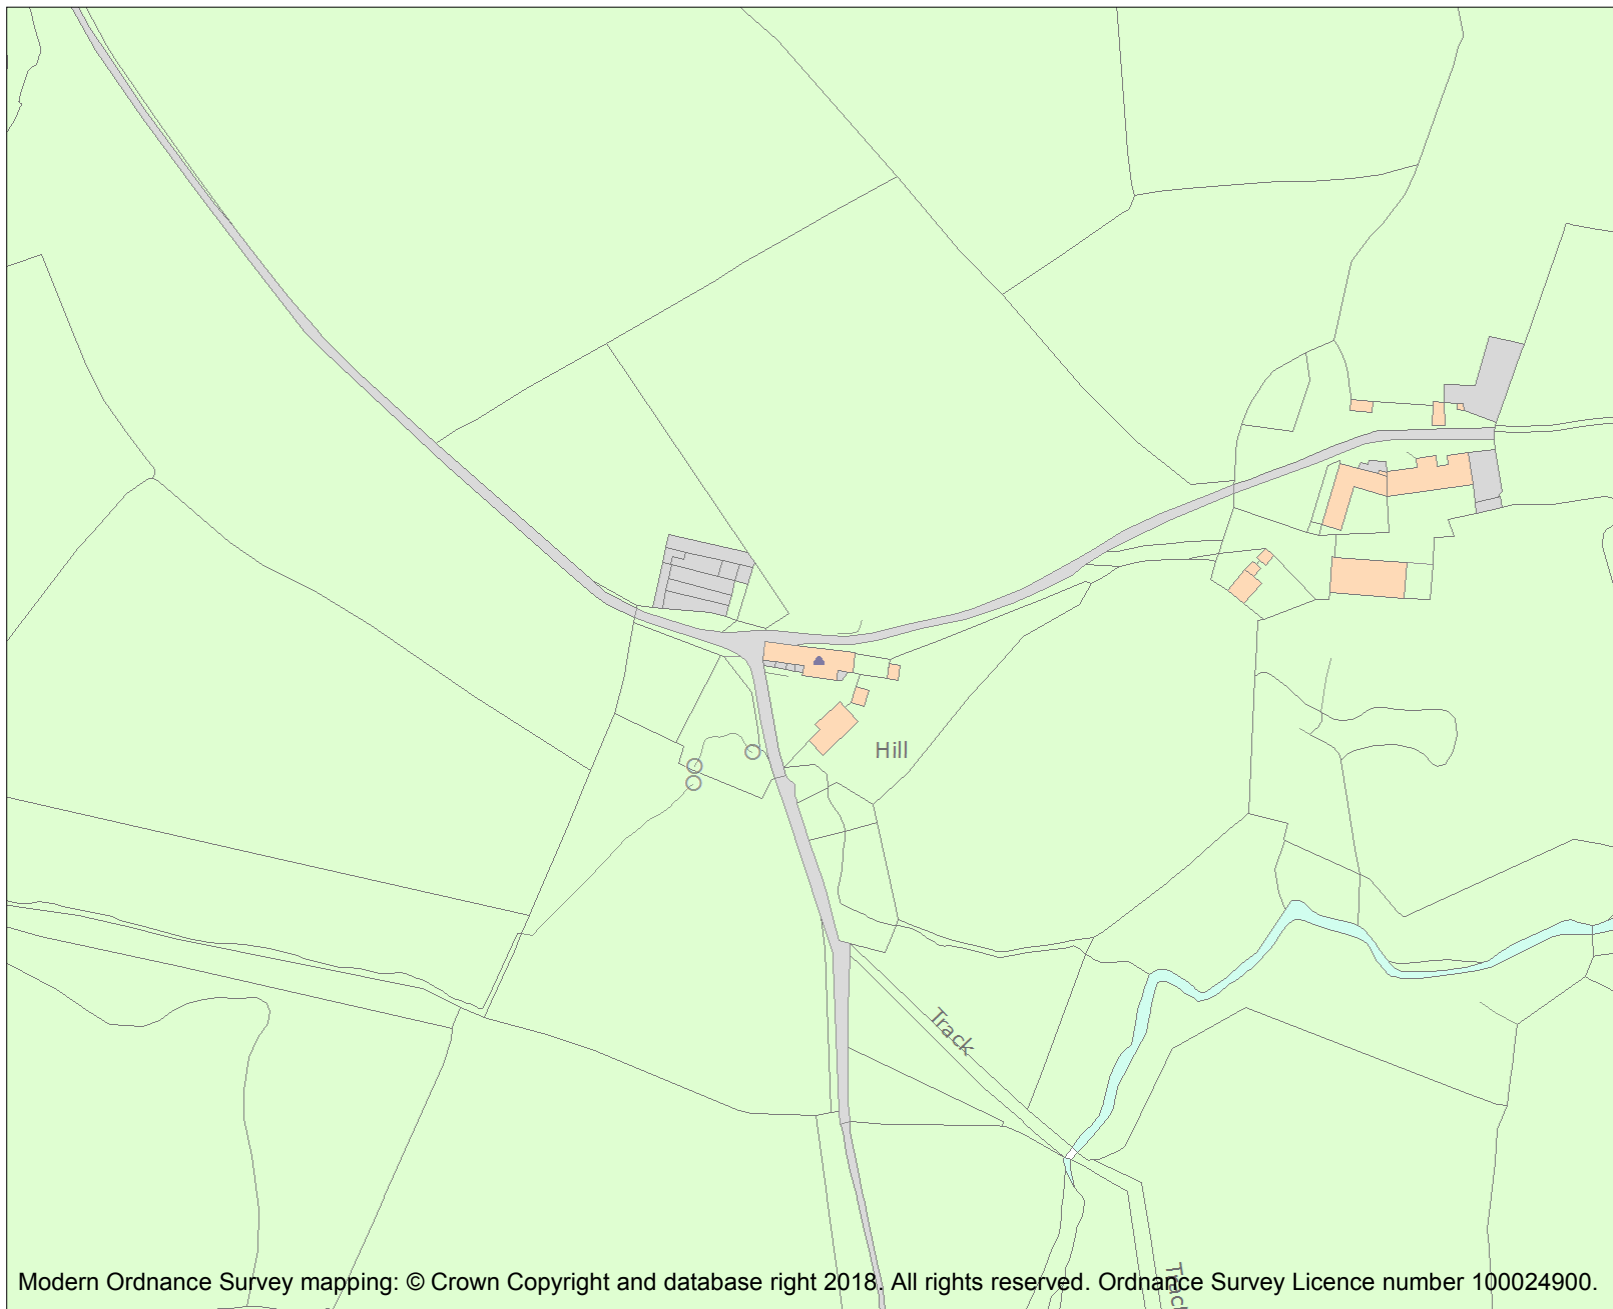 Hill
Track
Track
Modern Ordnance Survey mapping: © Crown Copyright and database right 2018. All rights reserved. Ordnance Survey Licence number 100024900.